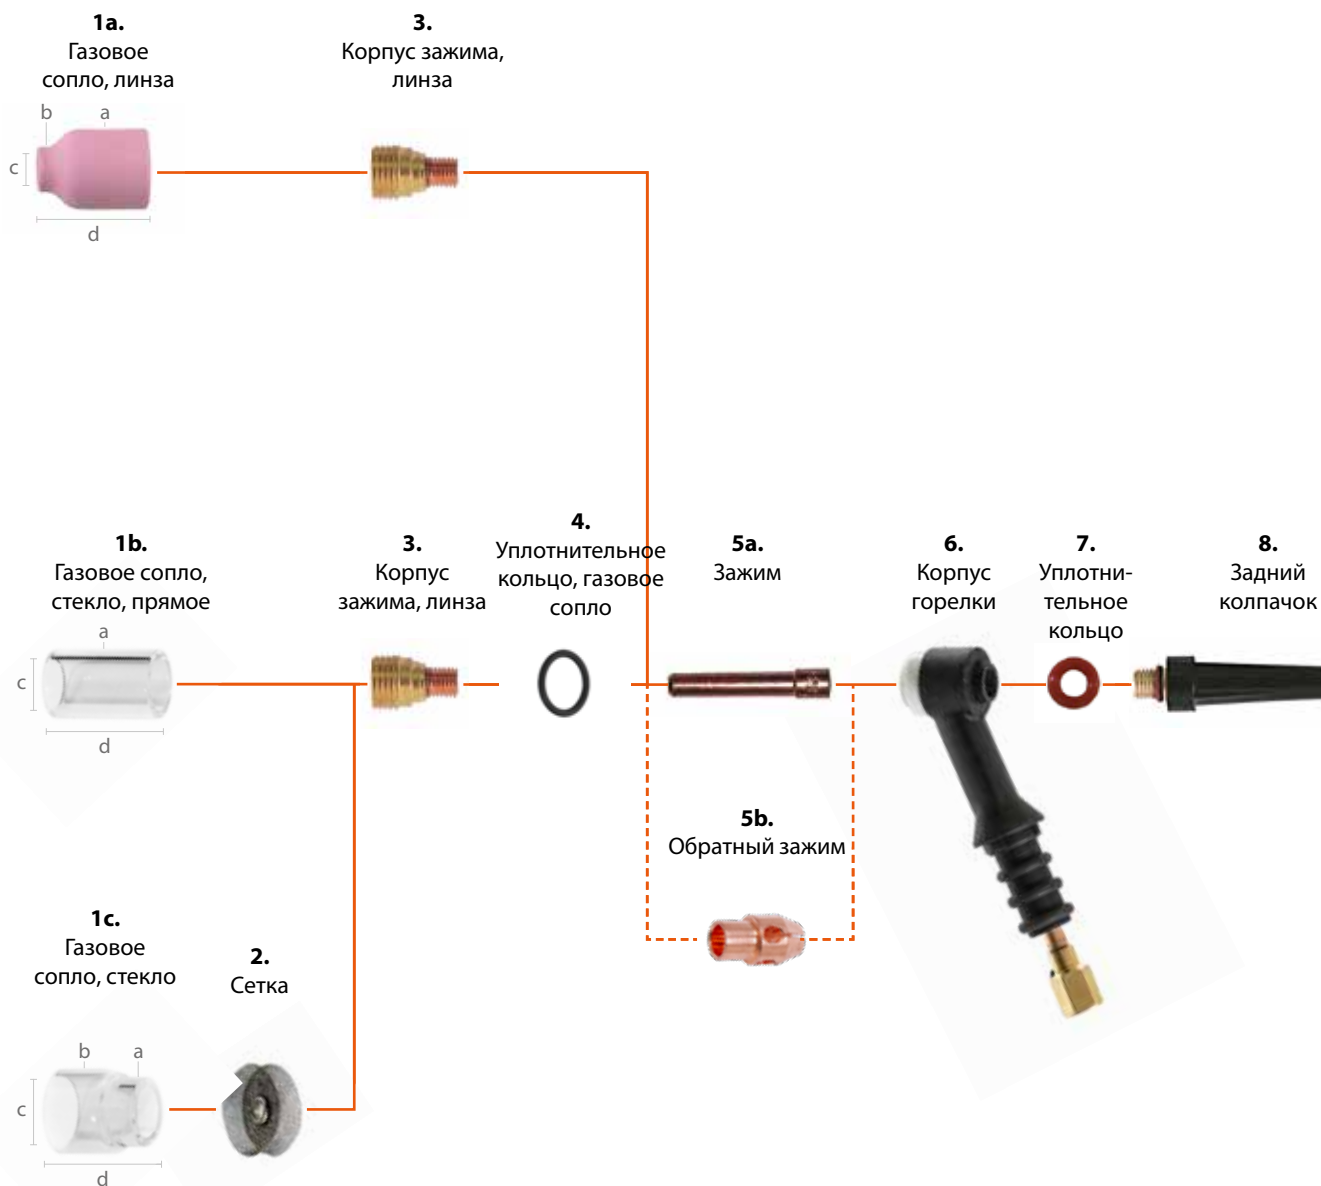 1a.
Газовое
сопло, линза
b
a
c
d
3.
Корпус зажима,
линза
1b.
Газовое сопло,
стекло, прямое
a
c
d
3.
Корпус
зажима, линза
4.
Уплотнительное
кольцо, газовое
сопло
5a.
Зажим
6.
Корпус
горелки
7.
Уплотни-
тельное
кольцо
8.
Задний
колпачок
5b.
Обратный зажим
1c.
Газовое
сопло, стекло
b
a
c
d
2.
Сетка